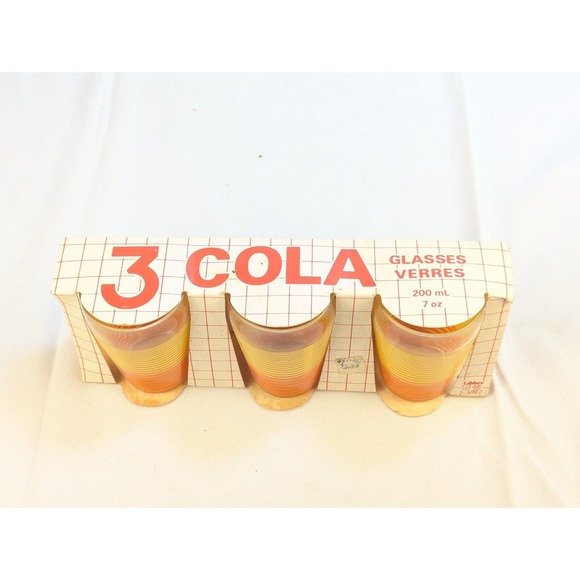 3 COLA
GLASSES
VERRES
200 mL
7 oz